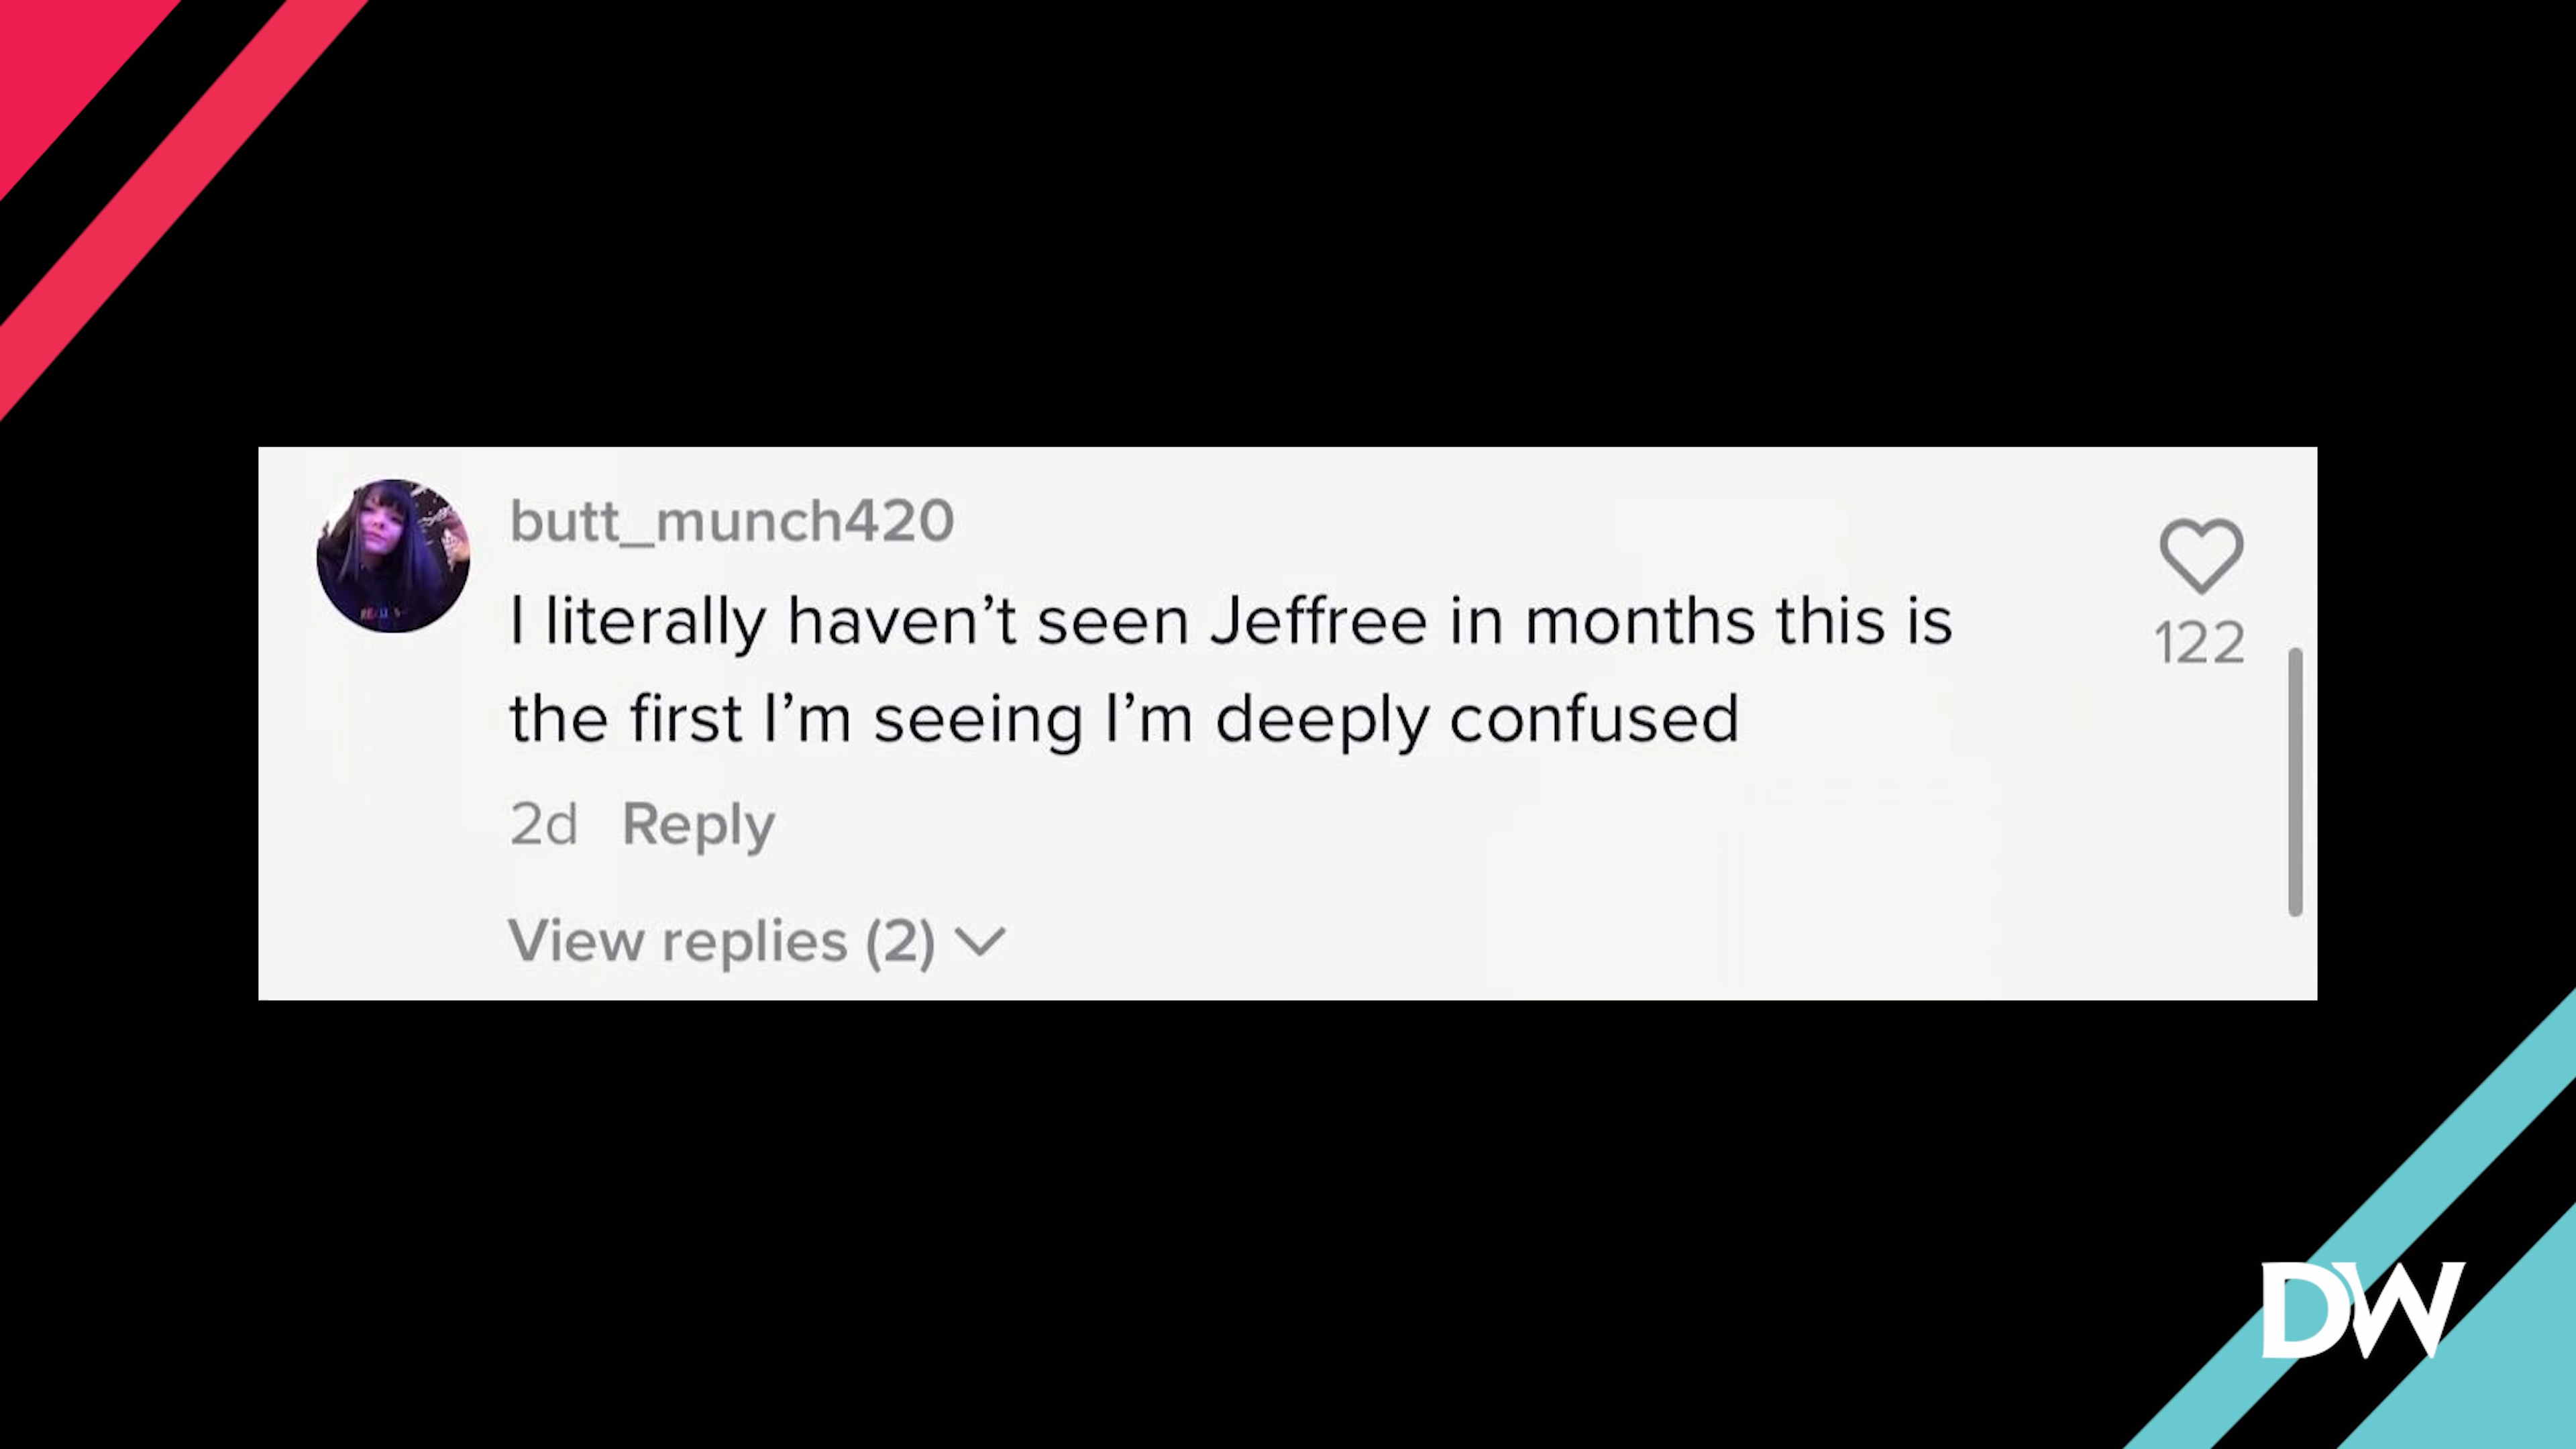 butt_munch420
I literally haven’t seen Jeffree in months this is
the first I’m seeing I’m deeply confused
122
2d Reply
View replies (2)
DW